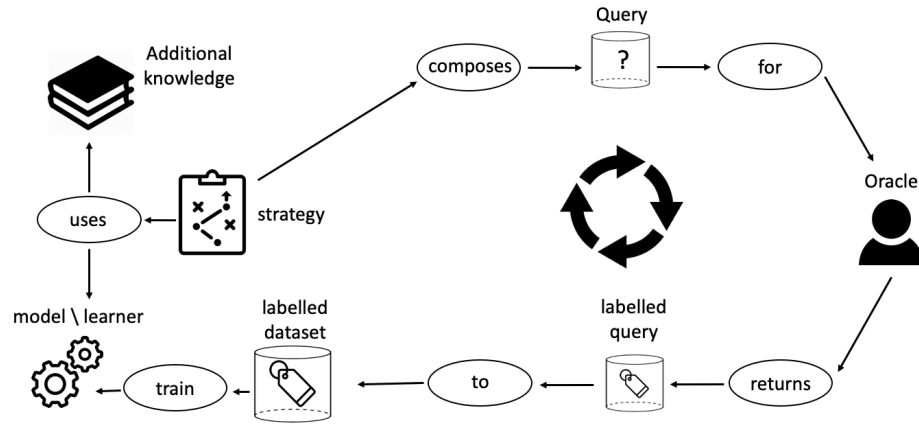 Query
Additional
knowledge
composes
?
for
Oracle
uses
strategy
model \ learner
labelled
dataset
labelled
query
train
to
returns